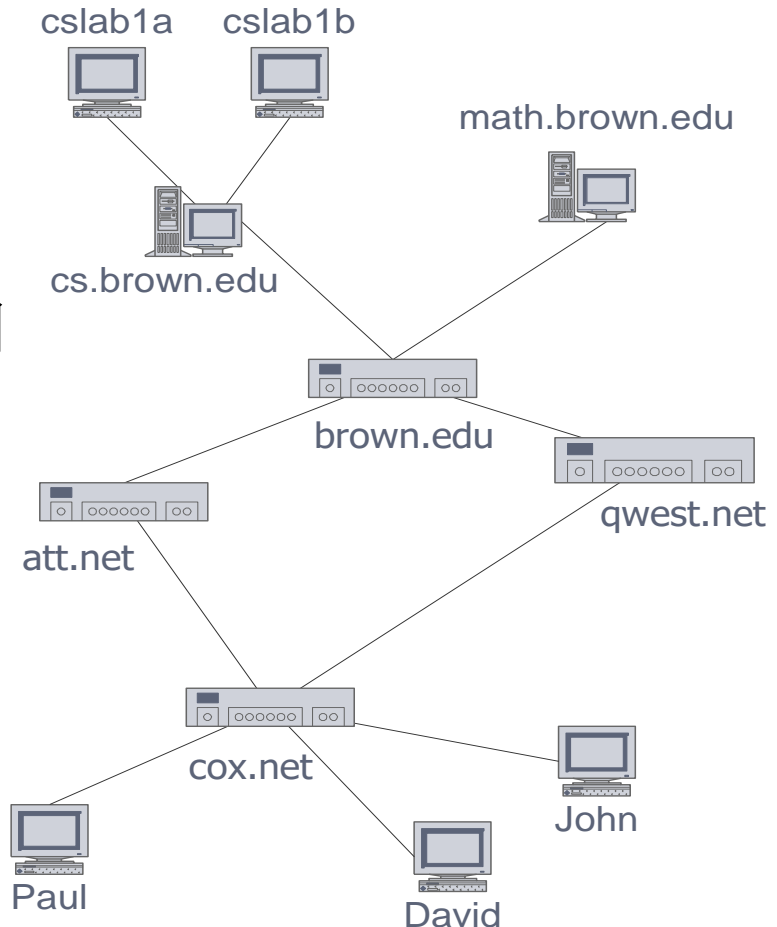 cslab1a cslab1b
math.brown.edu
cs.brown.edu
brown.edu
qwest.net
att.net
cox.net
John
Paul
David